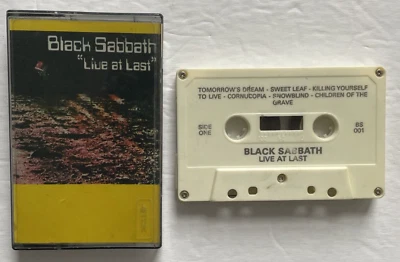 Black Sabbath
"Live at Last"
TOMORROW'S DREAM - SWEET LEAF - KILLING YOURSELF
TO LIVE - CORNUCOPIA - SNOWBLIND - CHILDREN OF THE
GRAVE
SIDE
ONE
BS
001
BLACK SABBATH
LIVE AT LAST